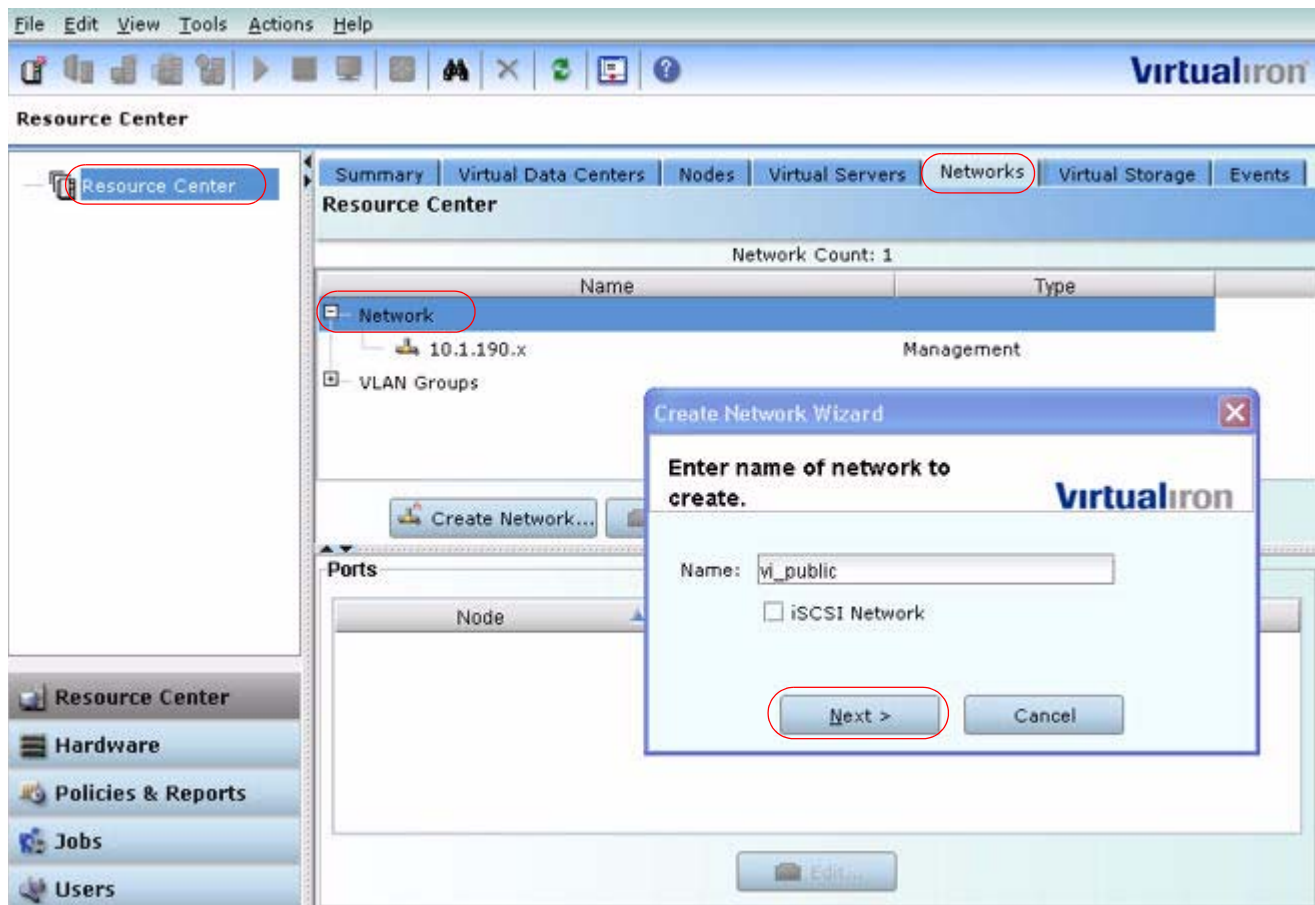 File Edit View Tools Actions Help
Virtualiron
Resource Center
Resource Center
Summary Virtual Data Centers Nodes Virtual Servers Networks Virtual Storage Events
Resource Center
Network Count: 1
Name Type
Network
10.1.190.x Management
VLAN Groups
Create Network...
Create Network Wizard
Enter name of network to
create.
Virtualiron
Name: vi_public
iSCSI Network
Next > Cancel
Ports
Node
Edit...
Resource Center
Hardware
Policies & Reports
Jobs
Users